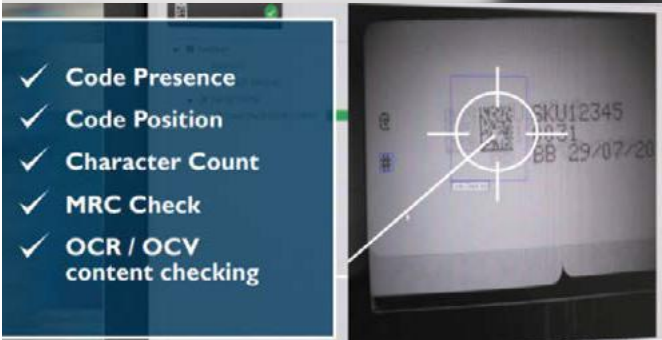 Code Presence
Code Position
Character Count
MRC Check
OCR / OCV
content checking
SKU12345
BB 29/07/20
@
#